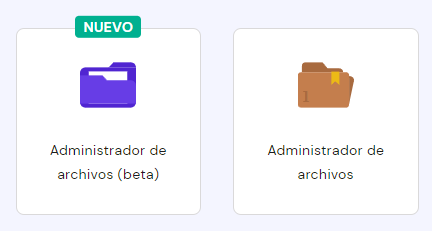 NUEVO
Administrador de
archivos (beta)
Administrador de
archivos